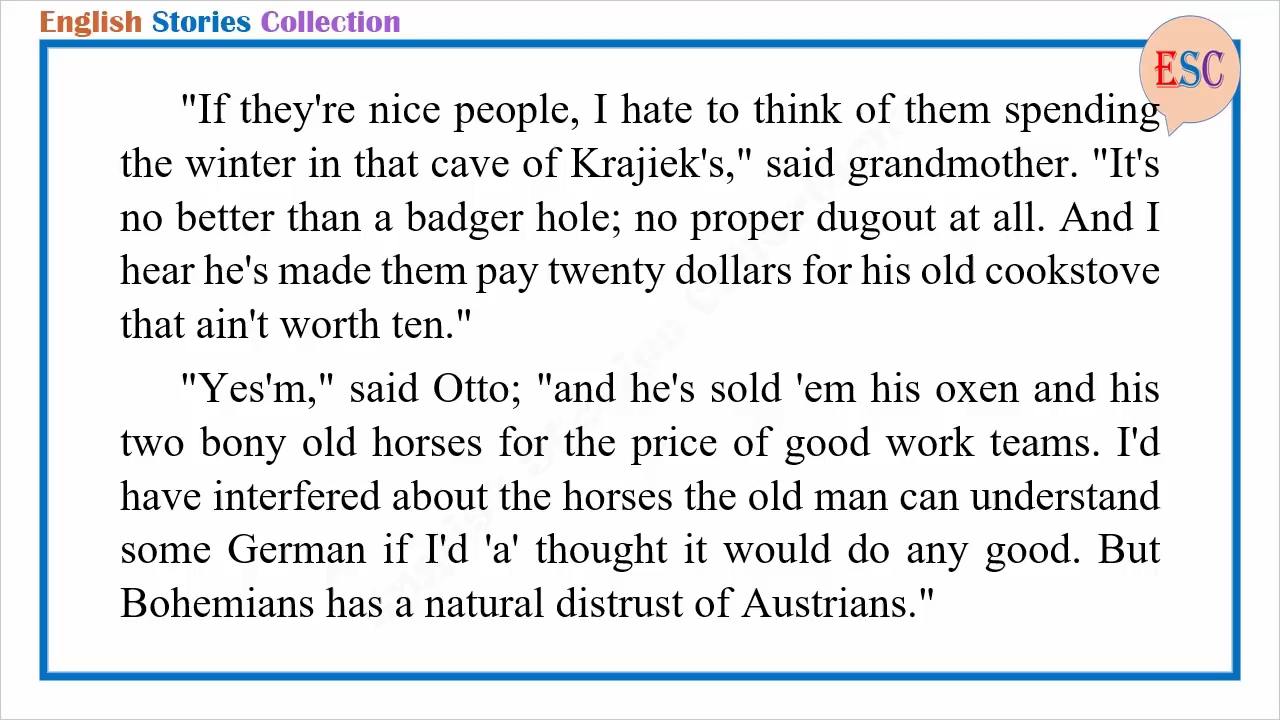 English Stories Collection
ESC
"If they're nice people, I hate to think of them spending
the winter in that cave of Krajiek's," said grandmother. "It's
no better than a badger hole; no proper dugout at all. And I
hear he's made them pay twenty dollars for his old cookstove
that ain't worth ten."
"Yes'm," said Otto; "and he's sold 'em his oxen and his
two bony old horses for the price of good work teams. I'd
have interfered about the horses the old man can understand
some German if I'd 'a' thought it would do any good. But
Bohemians has a natural distrust of Austrians."